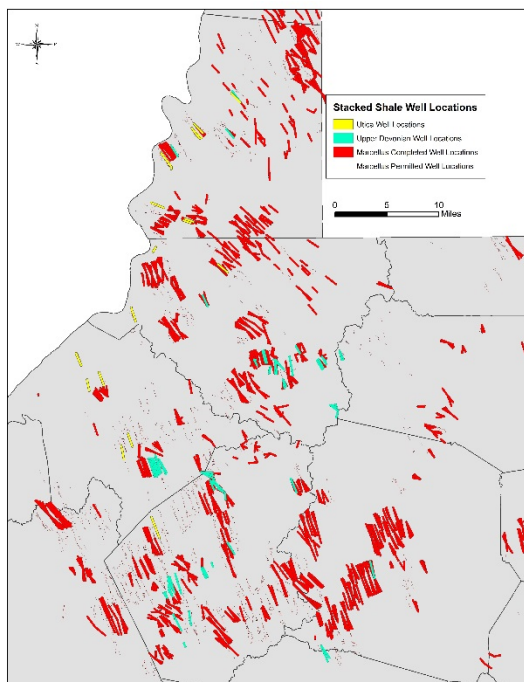 N
W E
S
Stacked Shale Well Locations
Utica Well Locations
Upper Devonian Well Locations
Marcellus Completed Well Locations
Marcellus Permitted Well Locations
0 5 10
Miles